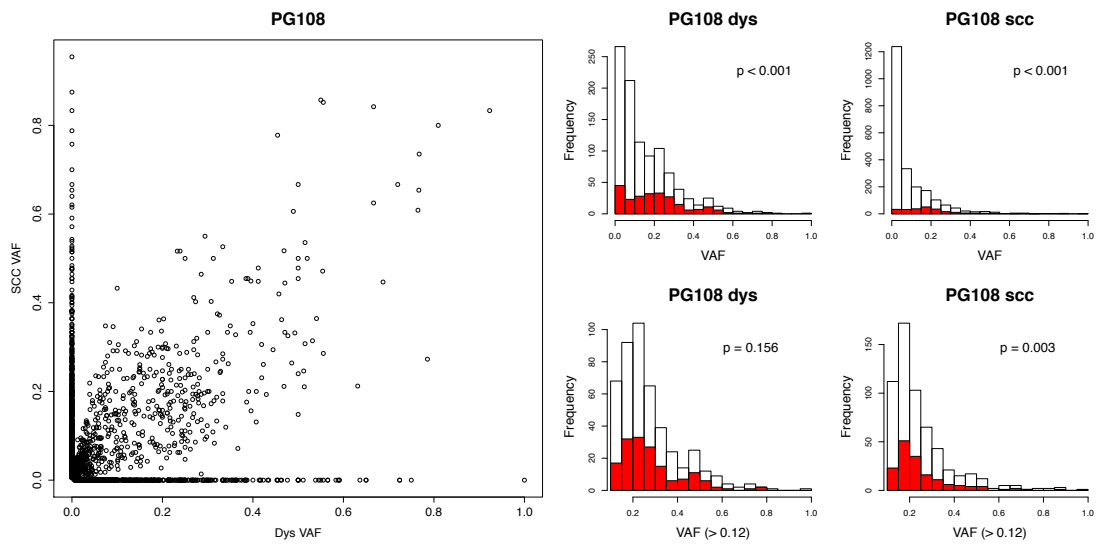 PG108
SCC VAF
0.0 0.2 0.4 0.6 0.8
0.0 0.2 0.4 0.6 0.8 1.0
Dys VAF
PG108 dys
p < 0.001
Frequency
0 50 100 150 200 250
0.0 0.2 0.4 0.6 0.8 1.0
VAF
PG108 scc
p < 0.001
Frequency
0 200 400 600 800 1000 1200
0.0 0.2 0.4 0.6 0.8 1.0
VAF
PG108 dys
p = 0.156
Frequency
0 20 40 60 80 100
0.2 0.4 0.6 0.8 1.0
VAF (> 0.12)
PG108 scc
p = 0.003
Frequency
0 50 100 150
0.2 0.4 0.6 0.8 1.0
VAF (> 0.12)